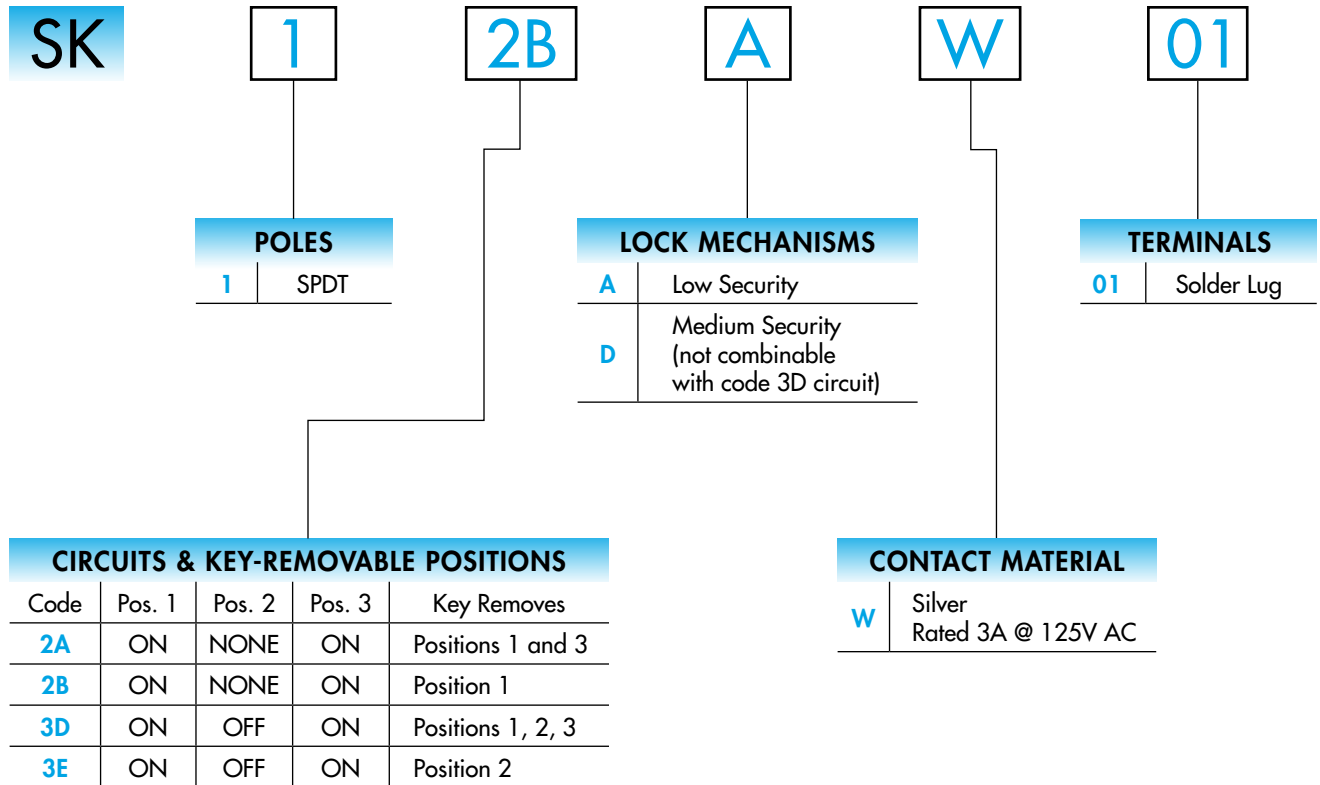 SK 1 2B A W 01
POLES
1 SPDT
LOCK MECHANISMS
A Low Security
D Medium Security
(not combinable
with code 3D circuit)
TERMINALS
01 Solder Lug
CIRCUITS & KEY-REMOVABLE POSITIONS
Code Pos. 1 Pos. 2 Pos. 3 Key Removes
2A ON NONE ON Positions 1 and 3
2B ON NONE ON Position 1
3D ON OFF ON Positions 1, 2, 3
3E ON OFF ON Position 2
CONTACT MATERIAL
W Silver
Rated 3A @ 125V AC